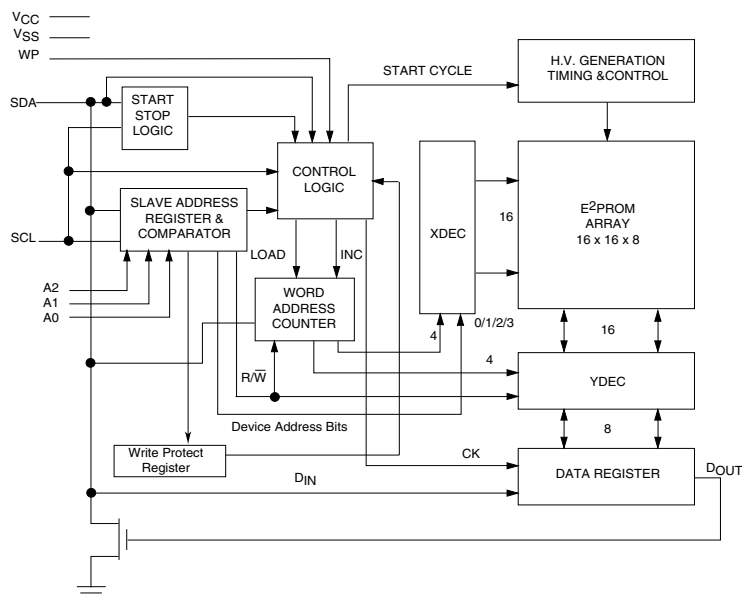 VCC
VSS
WP
SDA
START
STOP
LOGIC
START CYCLE
H.V. GENERATION
TIMING &CONTROL
CONTROL
LOGIC
SLAVE ADDRESS
REGISTER &
COMPARATOR
SCL
A2
A1
A0
LOAD
INC
WORD
ADDRESS
COUNTER
XDEC
16
E2PROM
ARRAY
16 x 16 x 8
0/1/2/3
4
16
R/W
4
YDEC
Device Address Bits
8
Write Protect
Register
CK
DIN
DATA REGISTER
DOUT